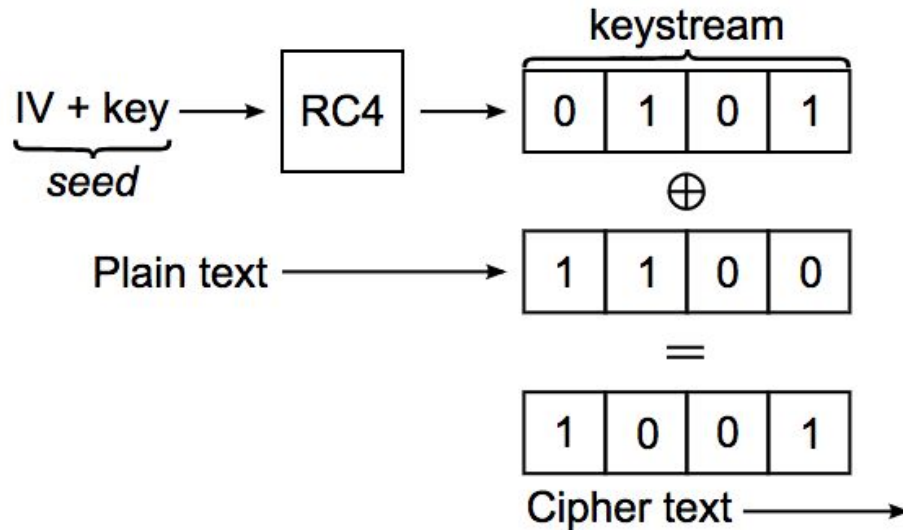 keystream
IV + key
RC4
0 1 0 1
seed
⊕
Plain text
1 1 0 0
=
1 0 0 1
Cipher text